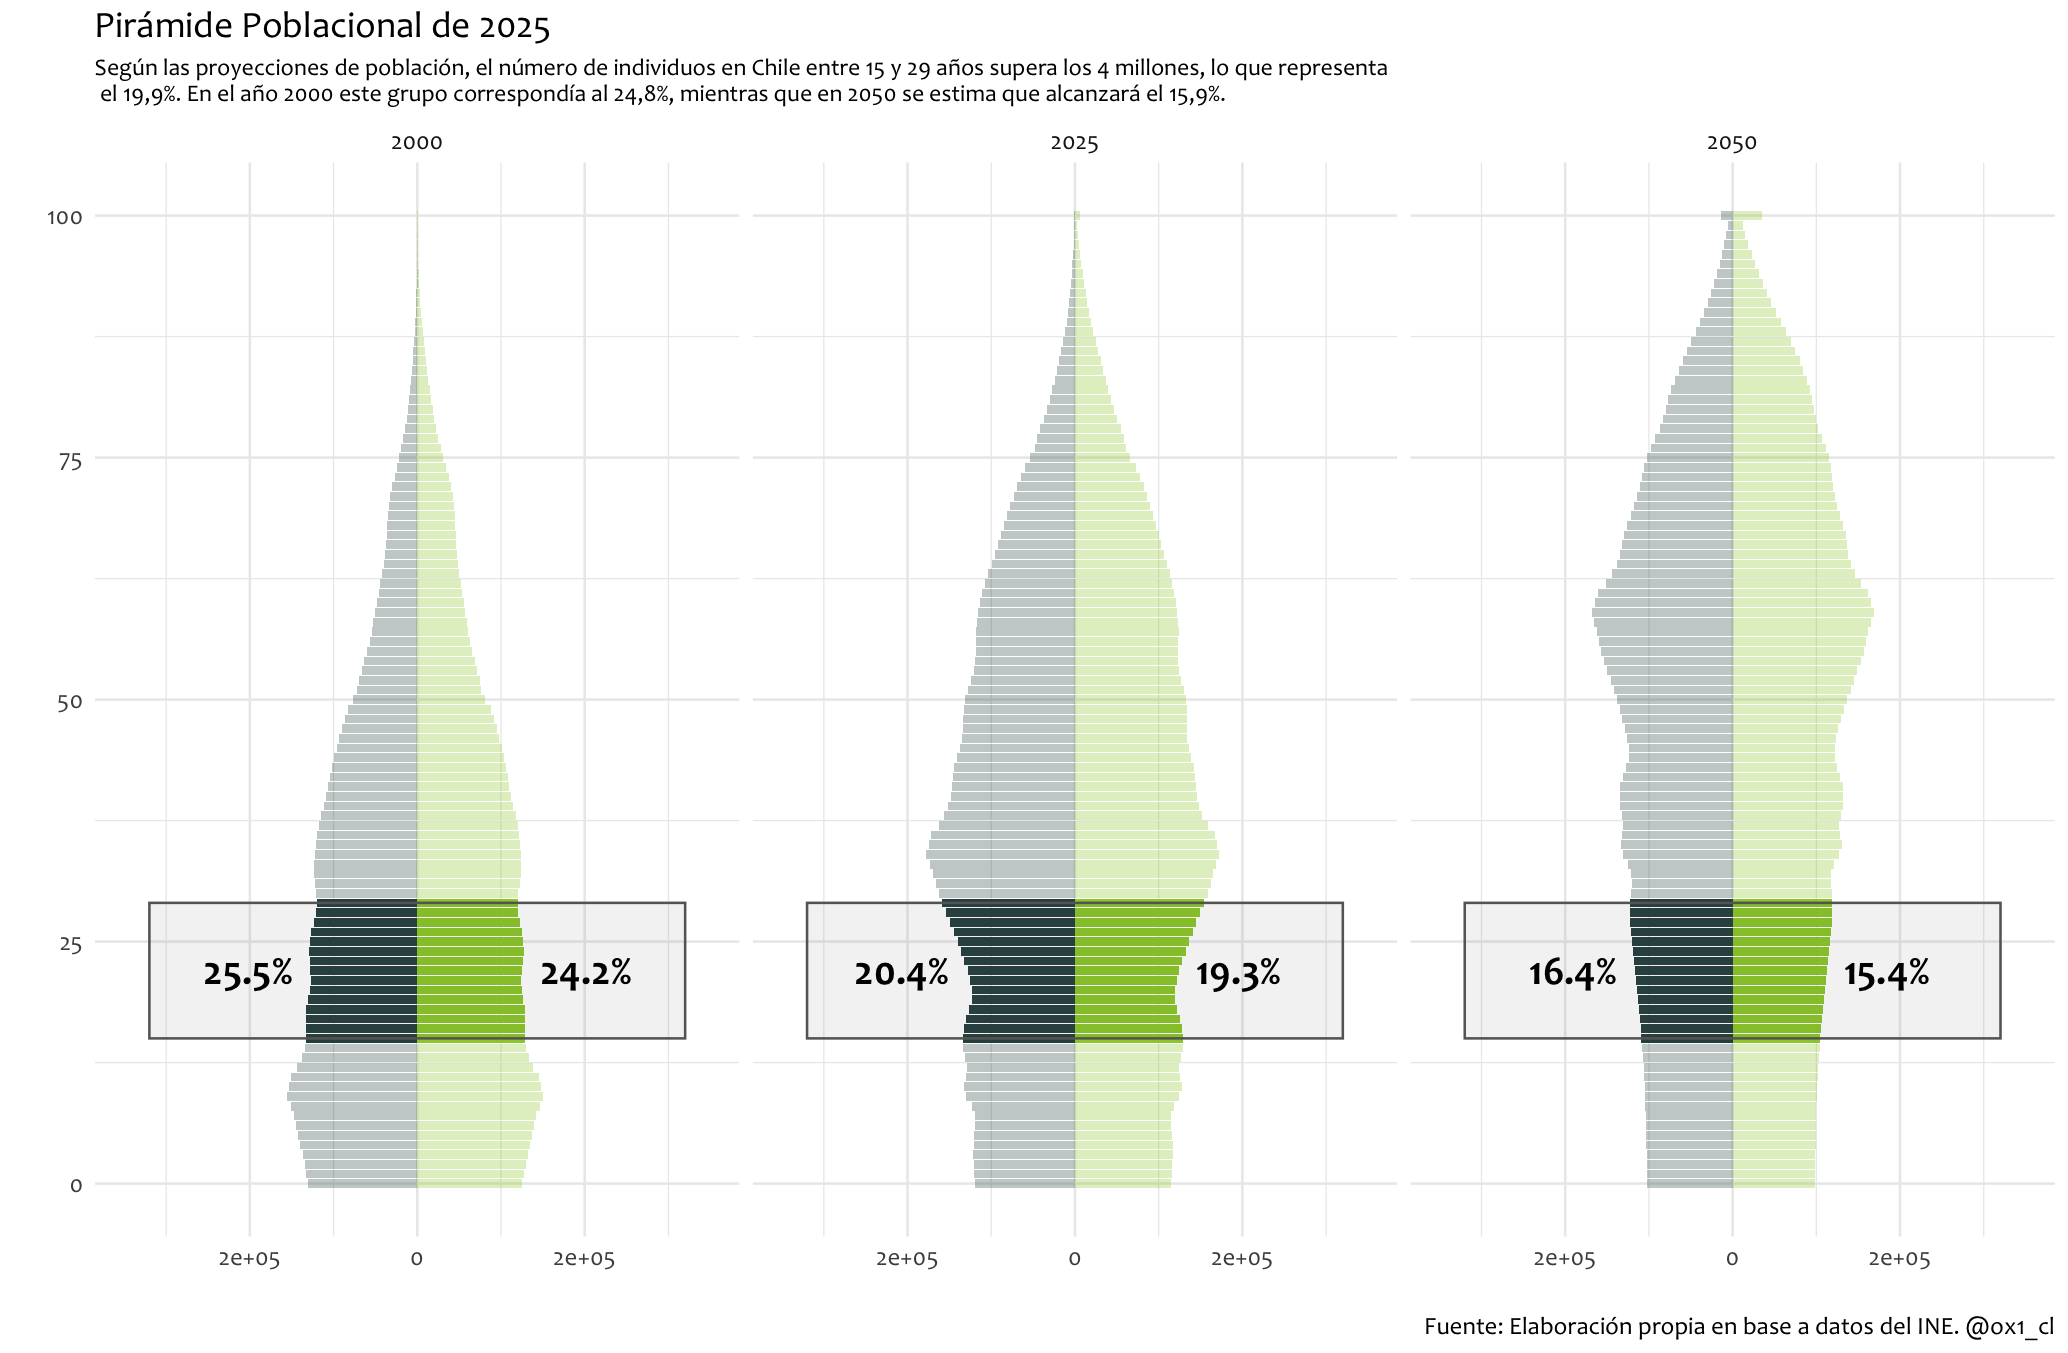 Pirámide Poblacional de 2025
Según las proyecciones de población, el número de individuos en Chile entre 15 y 29 años supera los 4 millones, lo que representa
el 19,9%. En el año 2000 este grupo correspondía al 24,8%, mientras que en 2050 se estima que alcanzará el 15,9%.
2000 2025 2050
100
75
50
25
0
25.5% 24.2% 20.4% 19.3% 16.4% 15.4%
2e+05 0 2e+05 2e+05 0 2e+05 2e+05 0 2e+05
Fuente: Elaboración propia en base a datos del INE. @0x1_cl